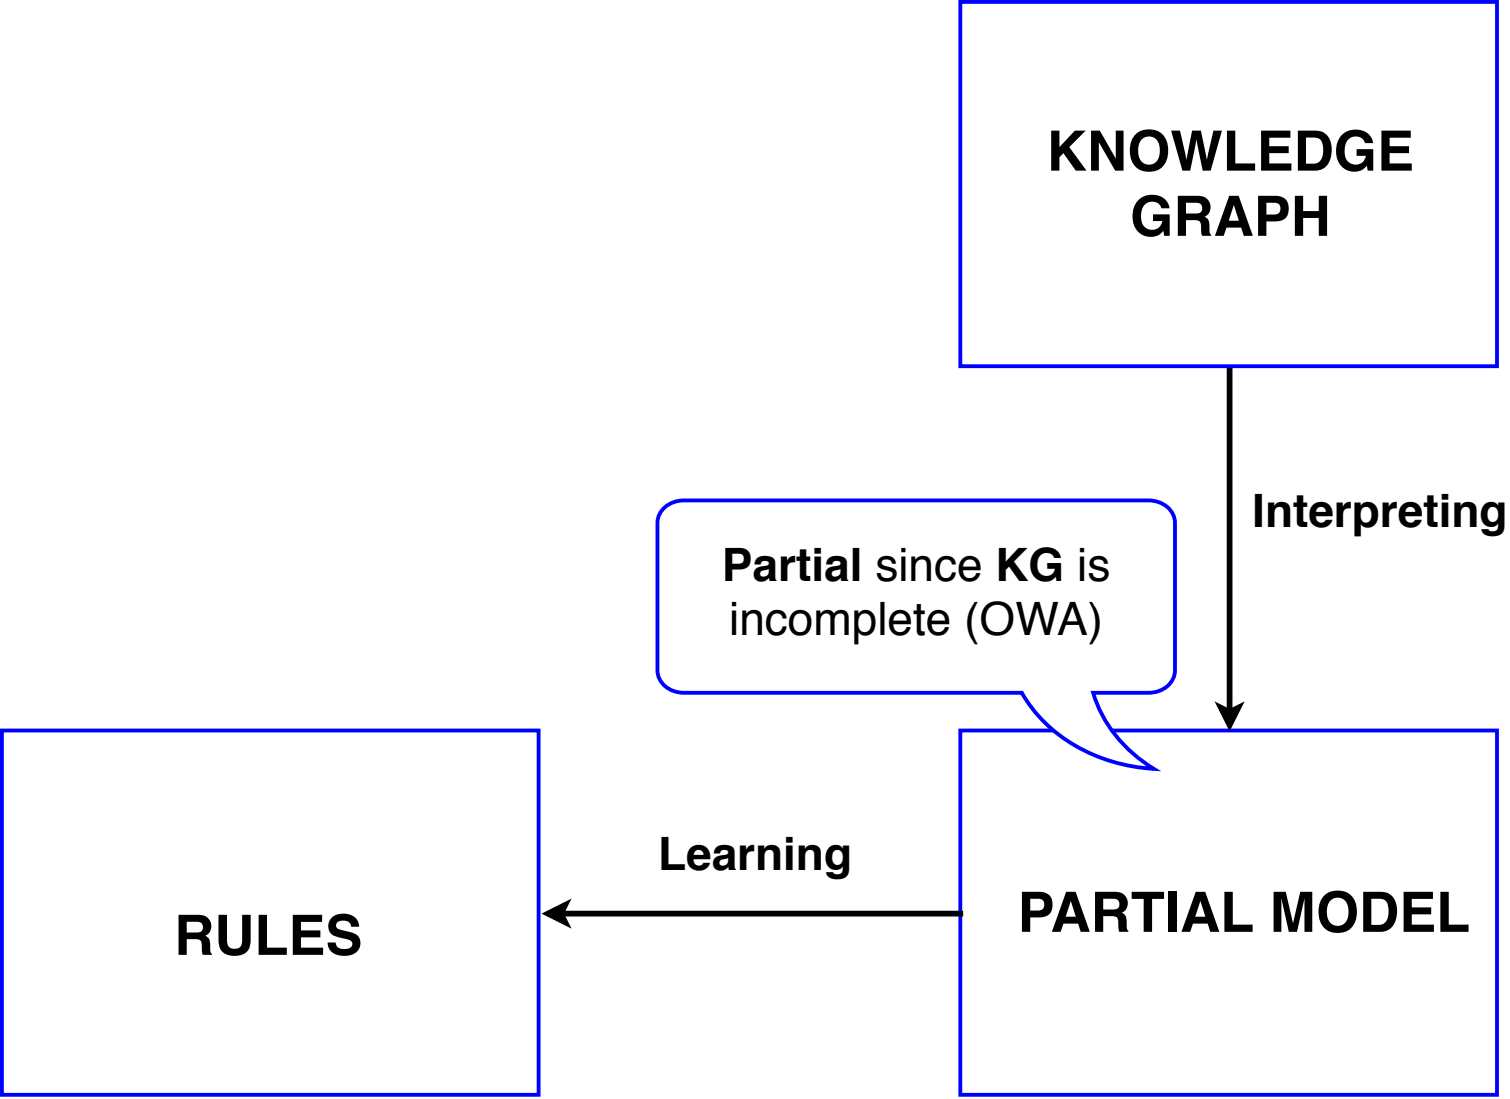 KNOWLEDGE
GRAPH
Interpreting
Partial since KG is
incomplete (OWA)
Learning
PARTIAL MODEL
RULES